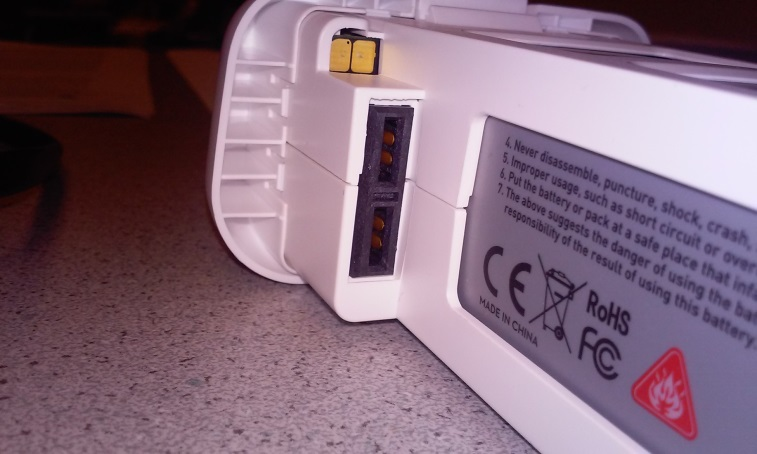 4. Never disassemble, puncture, shock, crash,
5. Improper usage, such as short circuit or over
6. Put the battery or pack at a safe place that
7. The above suggests the danger of using the
responsibility of the result of using this battery.
CE
RoHS
FC
MADE IN CHINA